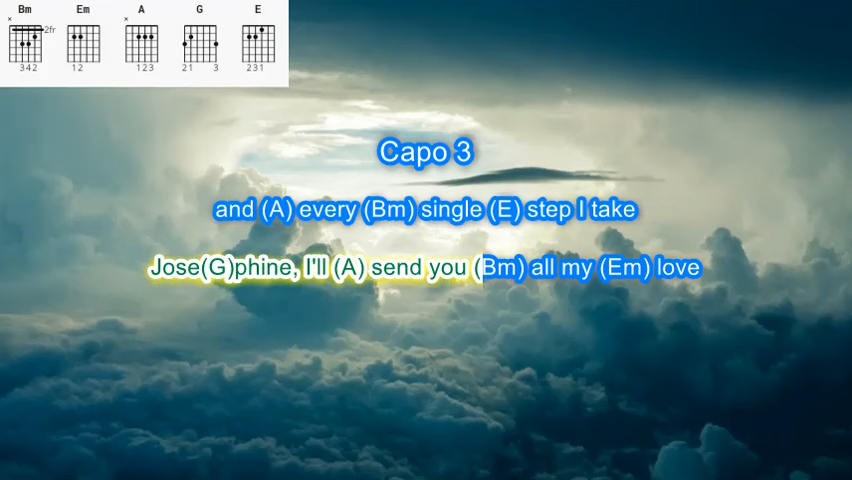 Bm Em A G E
× ×
2fr
342 12 123 21 3 231
Capo 3
and (A) every (Bm) single (E) step I take
Jose(G)phine, I'll (A) send you (Bm) all my (Em) love